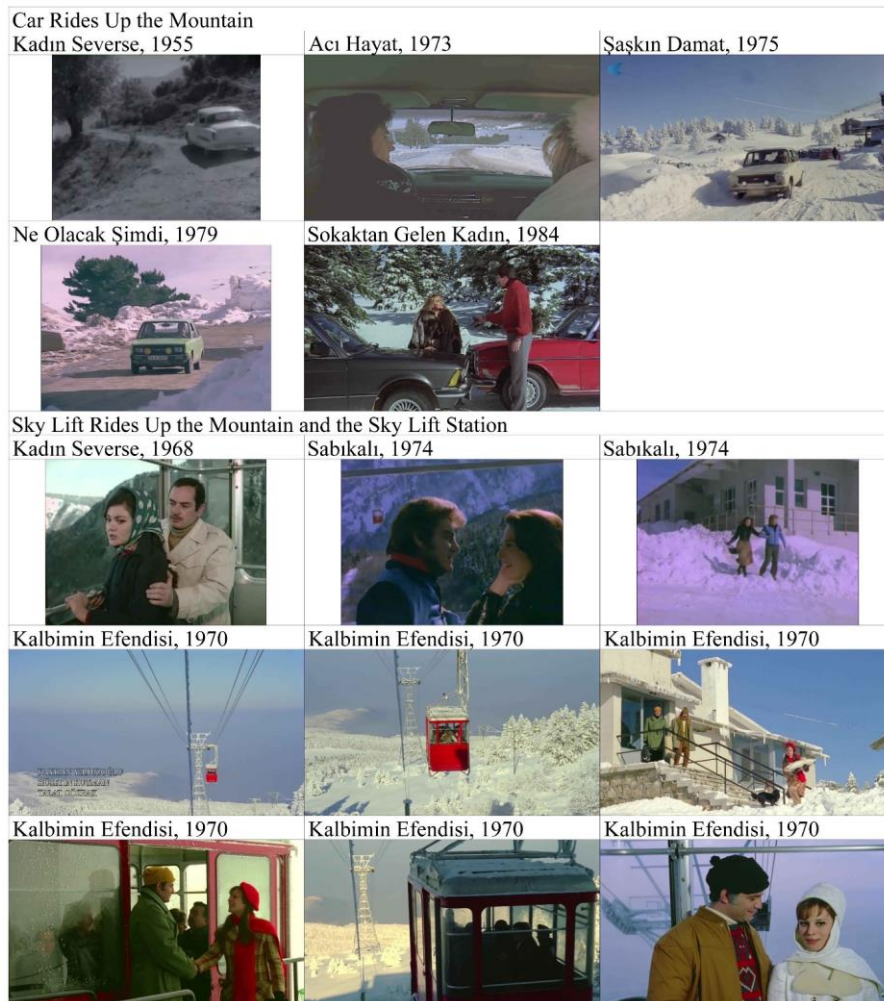 Car Rides Up the Mountain
Kadın Severse, 1955
Acı Hayat, 1973
Şaşkın Damat, 1975
Ne Olacak Şimdi, 1979
Sokaktan Gelen Kadın, 1984
Sky Lift Rides Up the Mountain and the Sky Lift Station
Kadın Severse, 1968
Sabıkalı, 1974
Sabıkalı, 1974
Kalbimin Efendisi, 1970
Kalbimin Efendisi, 1970
Kalbimin Efendisi, 1970
Kalbimin Efendisi, 1970
Kalbimin Efendisi, 1970
Kalbimin Efendisi, 1970